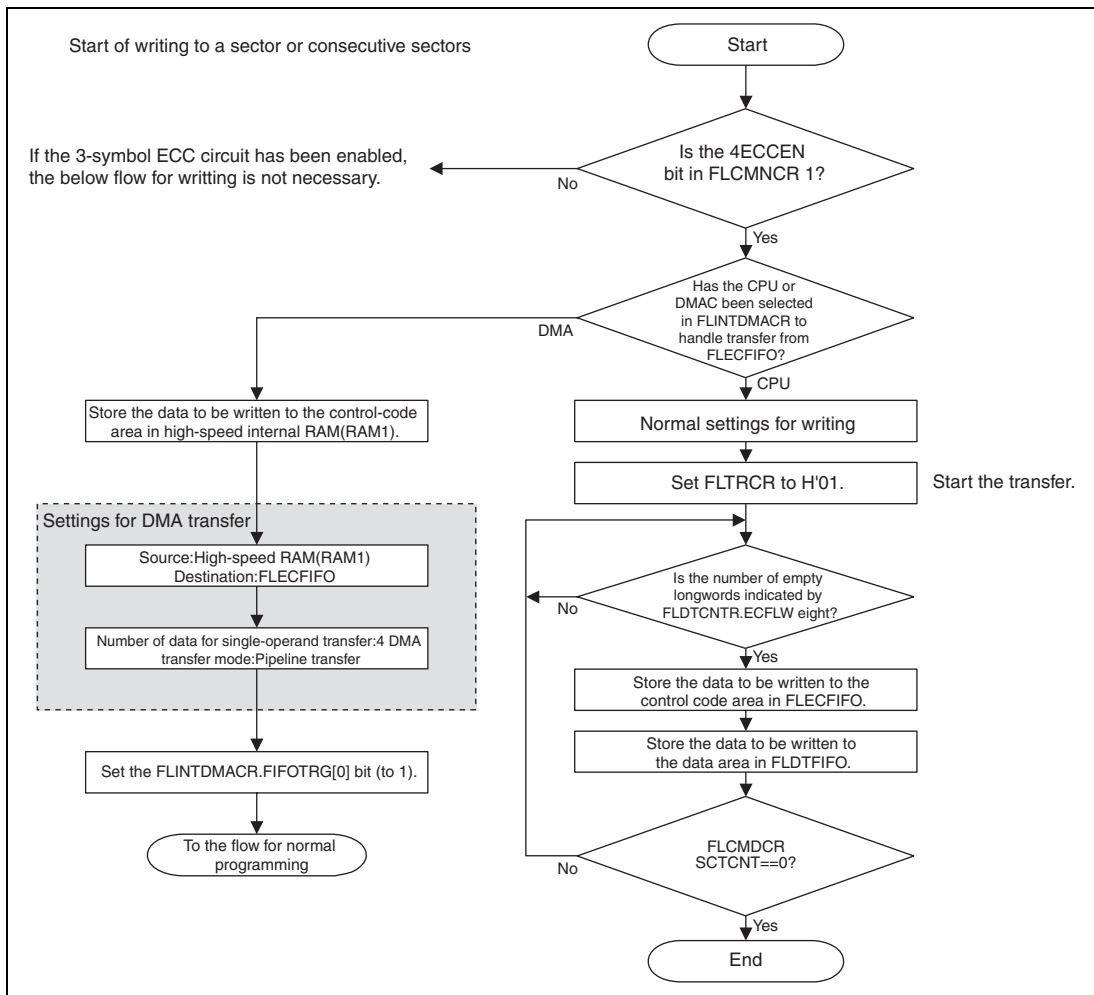 Start of writing to a sector or consecutive sectors
Start
If the 3-symbol ECC circuit has been enabled,
the below flow for writting is not necessary.
Is the 4ECCEN
bit in FLCMNCR 1?
No
Yes
Has the CPU or
DMAC been selected
in FLINTDMACR to
handle transfer from
FLECFIFO?
DMA
CPU
Store the data to be written to the control-code
area in high-speed internal RAM(RAM1).
Settings for DMA transfer
Source:High-speed RAM(RAM1)
Destination:FLECFIFO
Number of data for single-operand transfer:4 DMA
transfer mode:Pipeline transfer
Set the FLINTDMACR.FIFOTRG[0] bit (to 1).
To the flow for normal
programming
Normal settings for writing
Set FLTRCR to H'01.
Start the transfer.
Is the number of empty
longwords indicated by
FLDTCNTR.ECFLW eight?
No
Yes
Store the data to be written to the
control code area in FLECFIFO.
Store the data to be written to
the data area in FLDTFIFO.
FLCMDCR
SCTCNT==0?
No
Yes
End